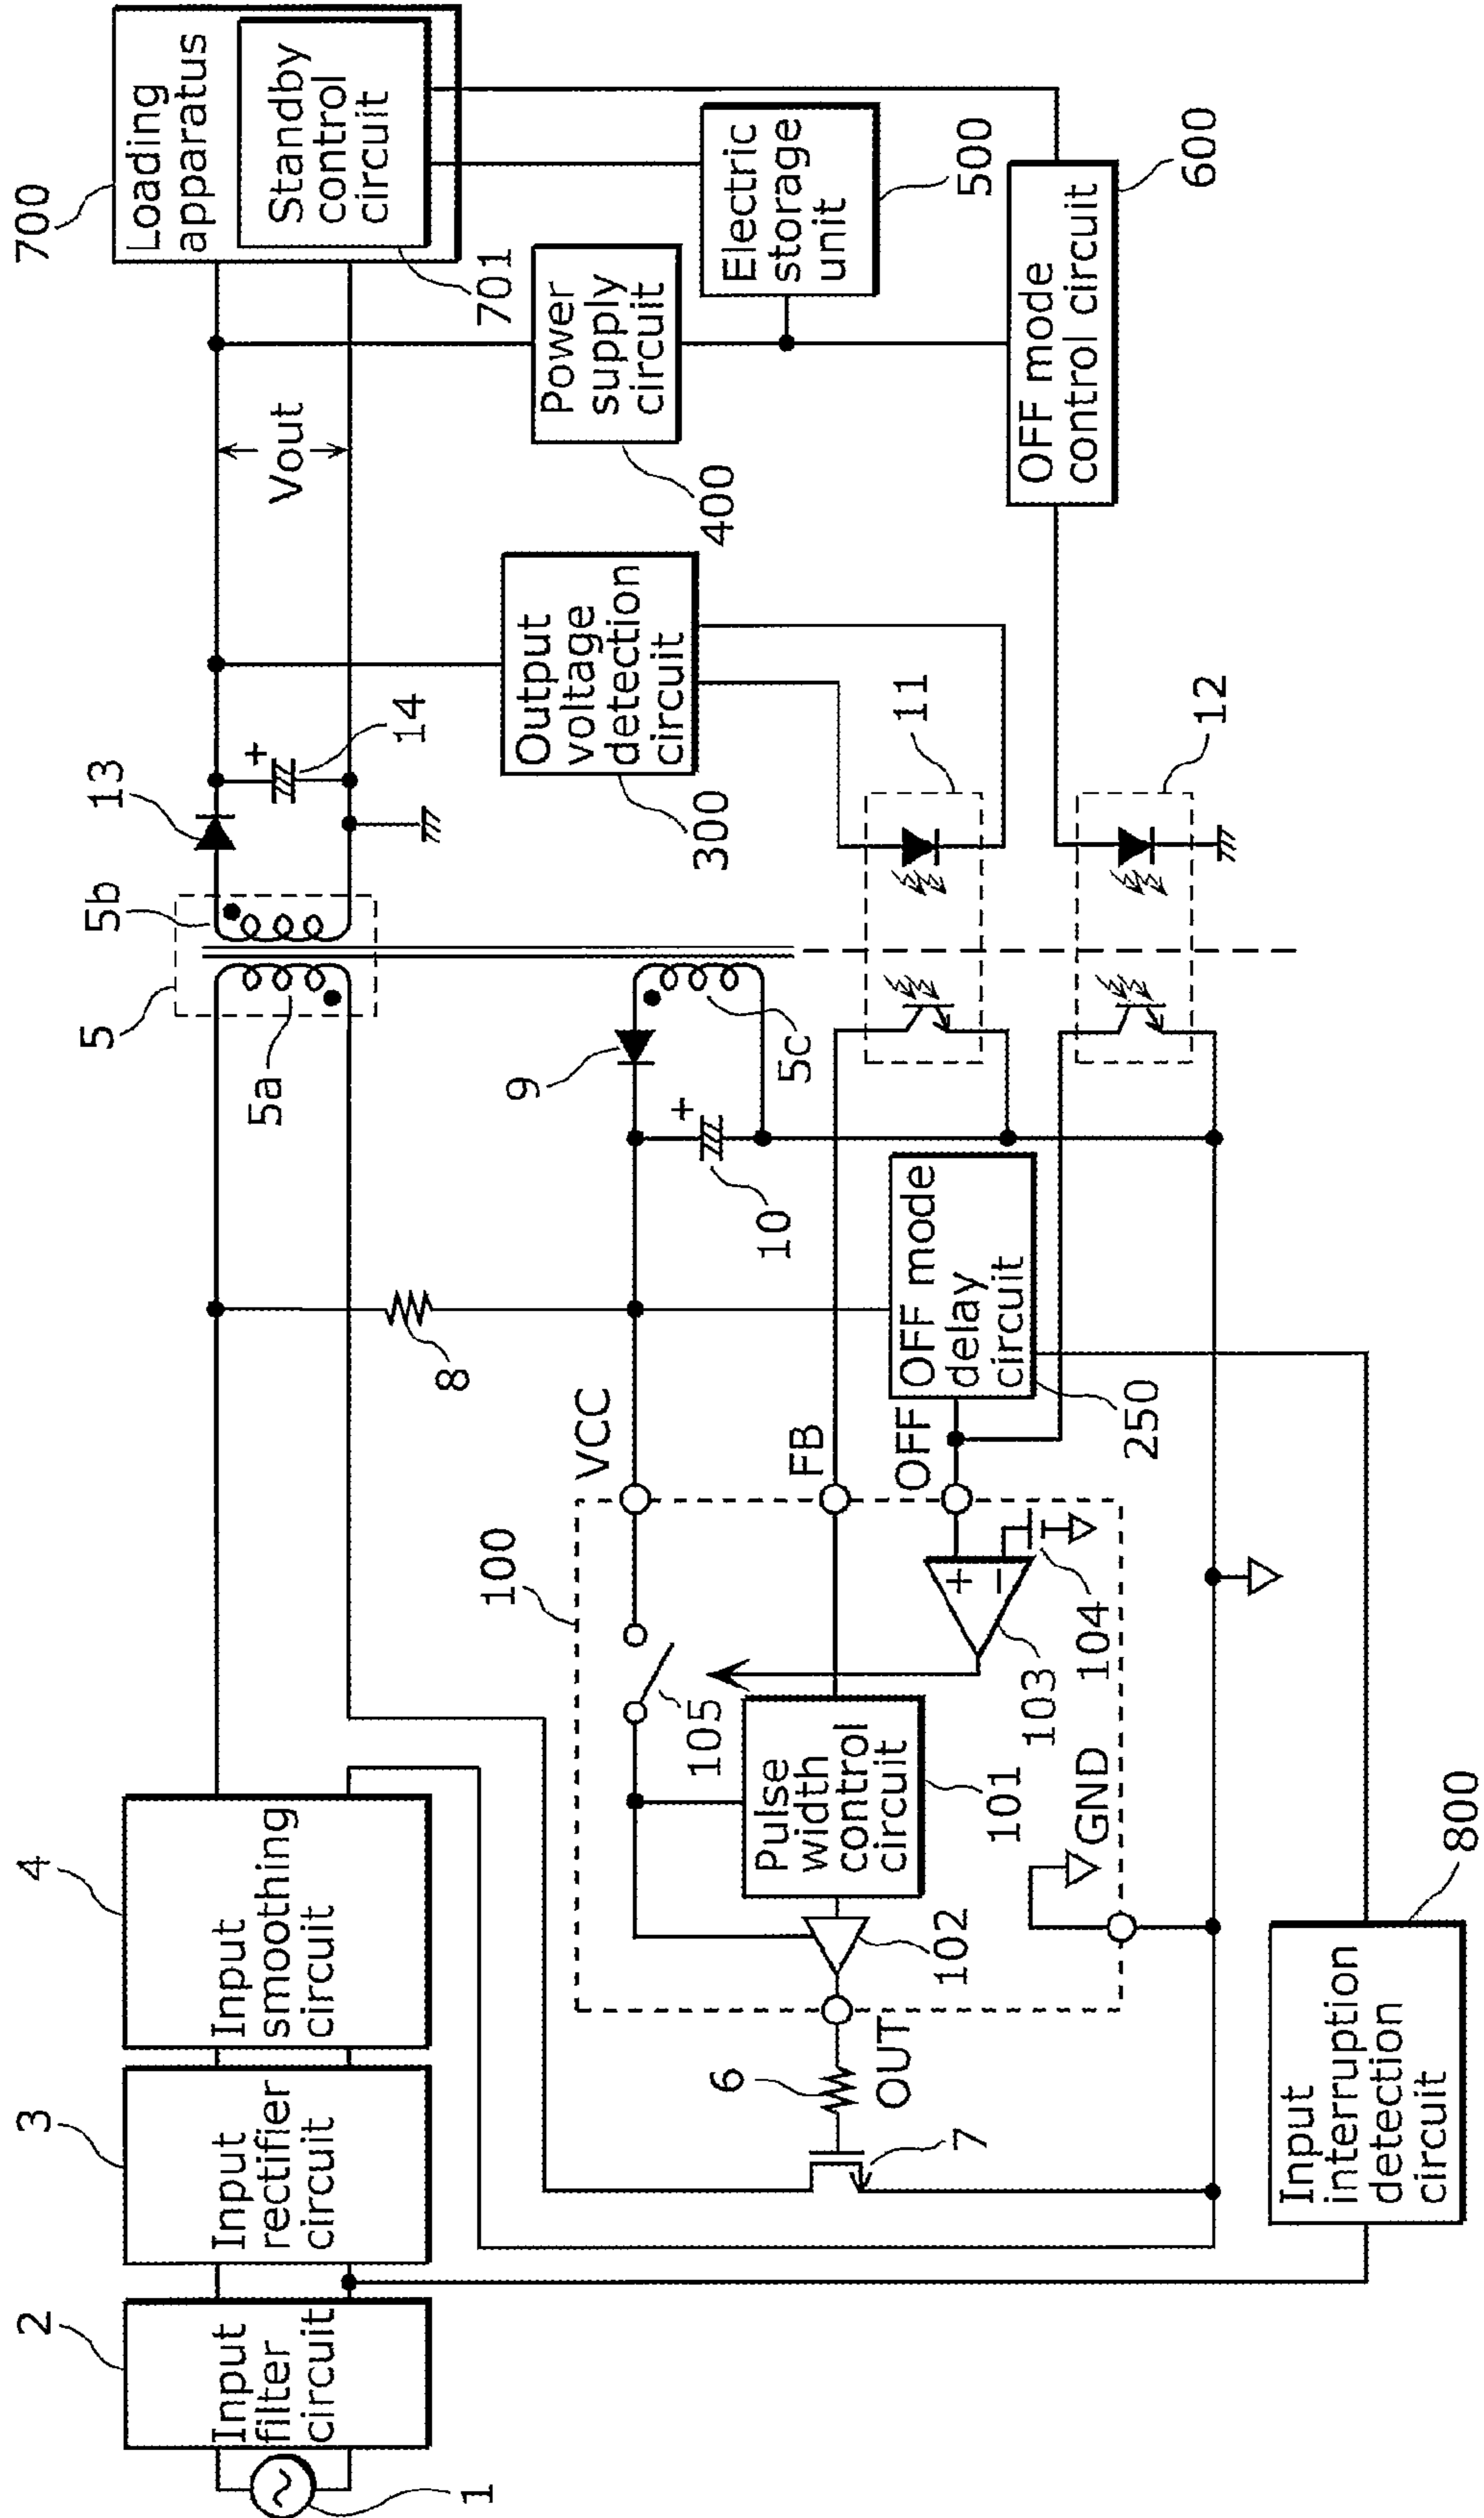 1
2
Input
filter
circuit
3
Input
rectifier
circuit
4
Input
smoothing
circuit
5
5a
5b
13
+
14
Vout
700
Loading
apparatus
Standby
control
circuit
701
8
9
5c
+
10
300
Output
voltage
detection
circuit
400
Power
supply
circuit
Electric
storage
unit
500
100
VCC
105
FB
Pulse
width
control
circuit
101
102
OUT
6
7
OFF
+
−
103
104
GND
OFF mode
delay
circuit
250
11
12
OFF mode
control circuit
600
Input
interruption
detection
circuit
800